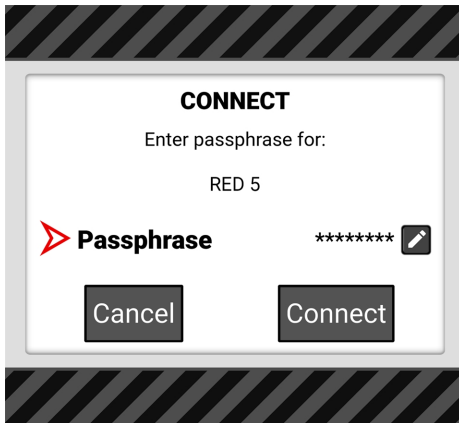 CONNECT
Enter passphrase for:
RED 5
Passphrase ********
Cancel Connect